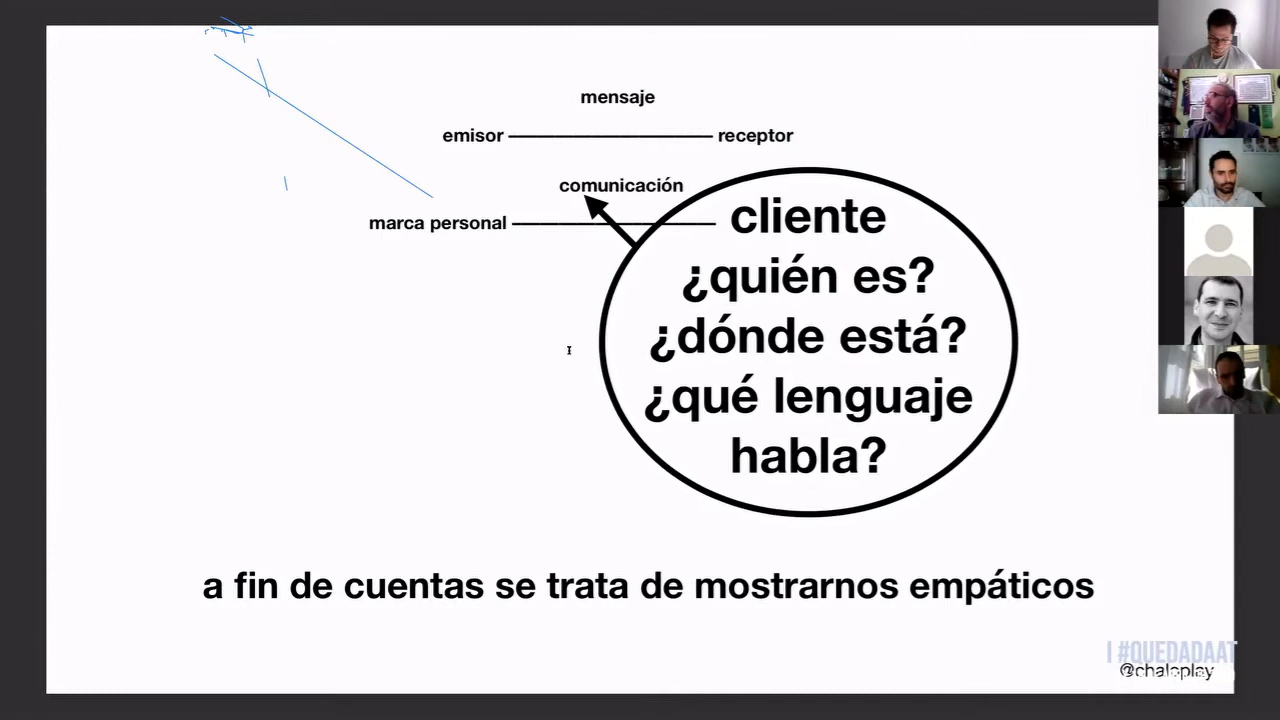 mensaje
emisor receptor
comunicación
marca personal cliente
¿quién es?
¿dónde está?
¿qué lenguaje
habla?
a fin de cuentas se trata de mostrarnos empáticos
I #QUEDADAAT
@chaloplay